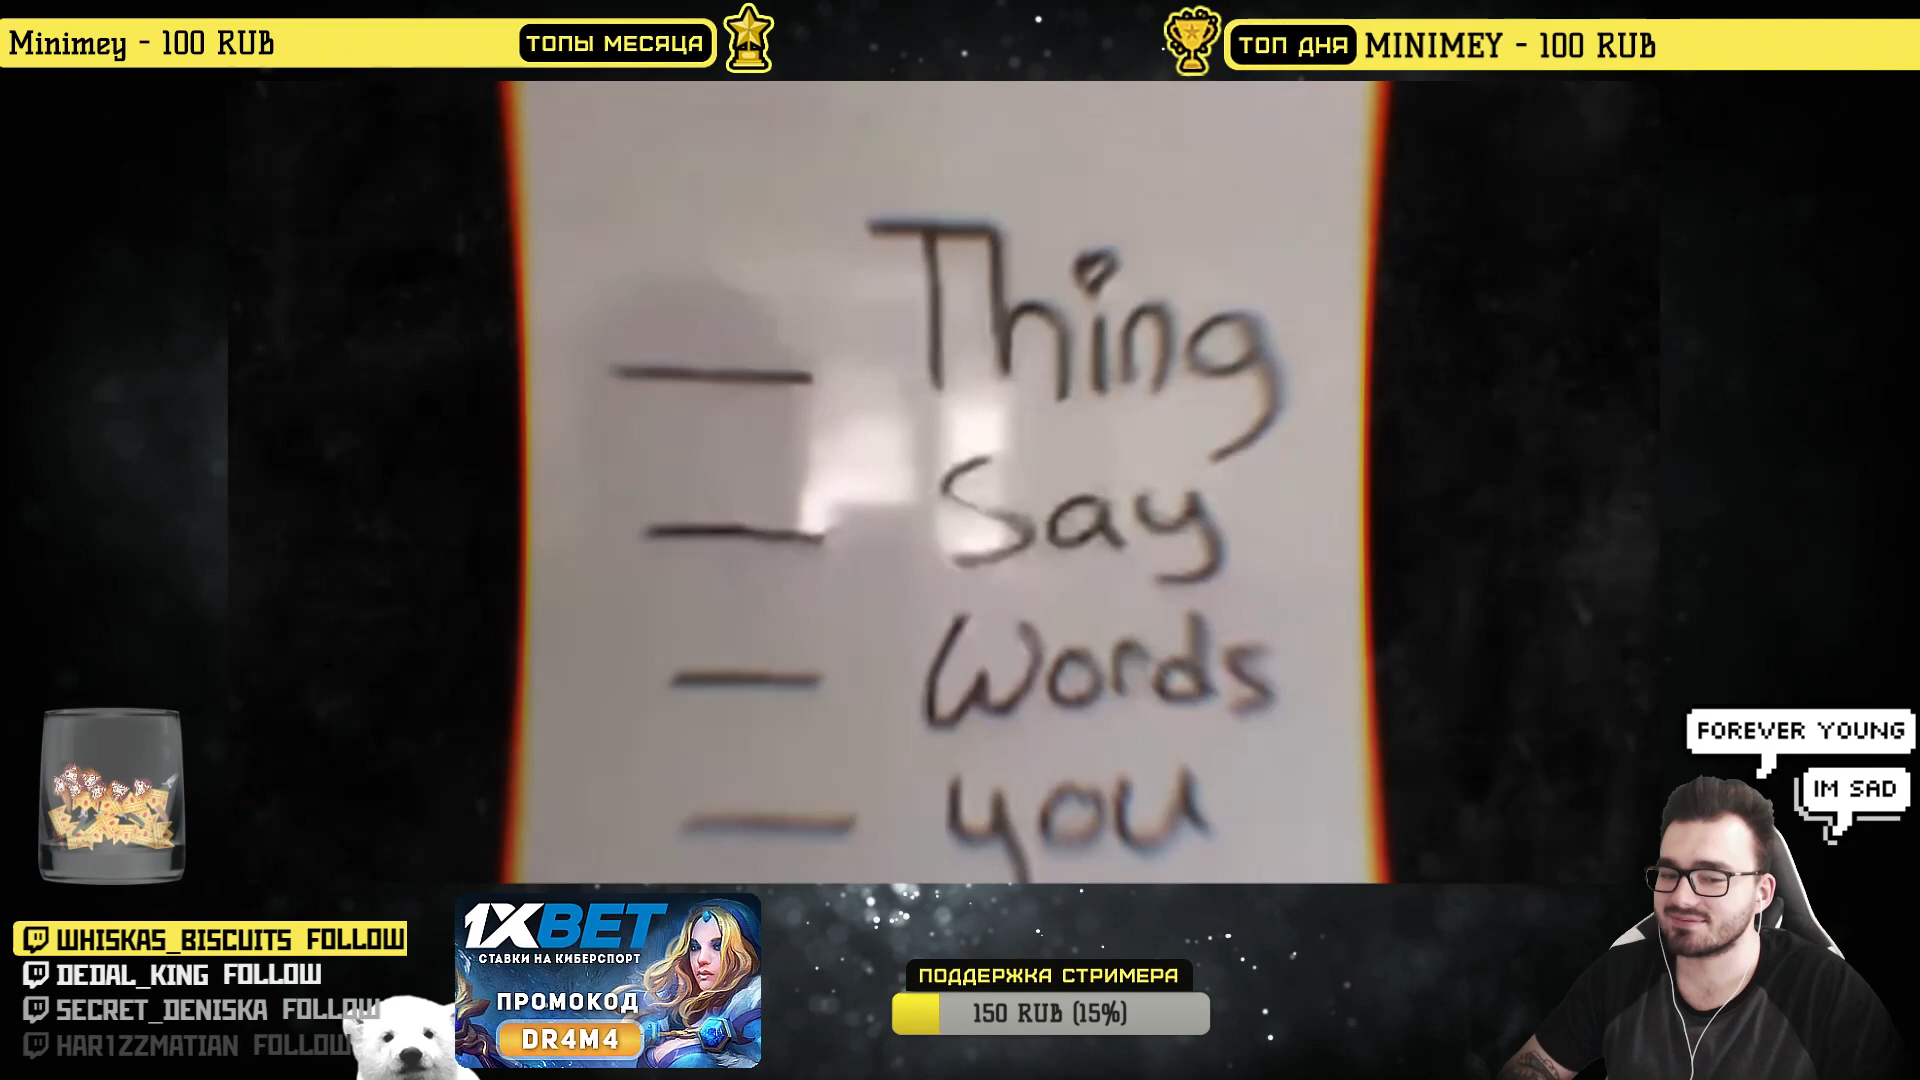 Minimey - 100 RUB
ТОПЫ МЕСЯЦА
ТОП ДНЯ
MINIMEY - 100 RUB
Thing
Say
Words
you
FOREVER YOUNG
IM SAD
WHISKAS_BISCUITS FOLLOW
DEDAL_KING FOLLOW
SECRET_DENISKA FOLLOW
HAR1ZZMATIAN FOLLOW
1XBET
СТАВКИ НА КИБЕРСПОРТ
ПРОМОКОД
DR4M4
ПОДДЕРЖКА СТРИМЕРА
150 RUB (15%)